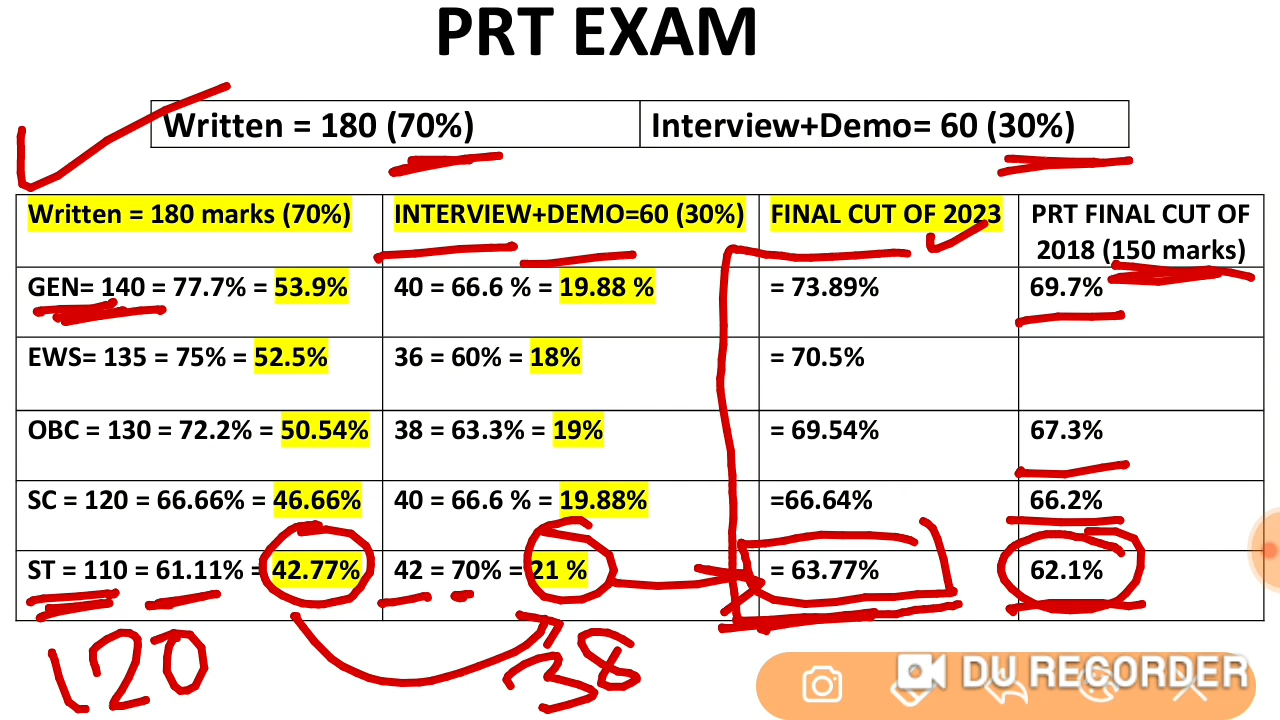 PRT EXAM
Written = 180 (70%) Interview+Demo= 60 (30%)
Written = 180 marks (70%) INTERVIEW+DEMO=60 (30%) FINAL CUT OF 2023 PRT FINAL CUT OF
2018 (150 marks)
GEN= 140 = 77.7% = 53.9% 40 = 66.6 % = 19.88 % = 73.89% 69.7%
EWS= 135 = 75% = 52.5% 36 = 60% = 18% = 70.5%
OBC = 130 = 72.2% = 50.54% 38 = 63.3% = 19% = 69.54% 67.3%
SC = 120 = 66.66% = 46.66% 40 = 66.6 % = 19.88% =66.64% 66.2%
ST = 110 = 61.11% = 42.77% 42 = 70% = 21 % = 63.77% 62.1%
120 38
DU RECORDER